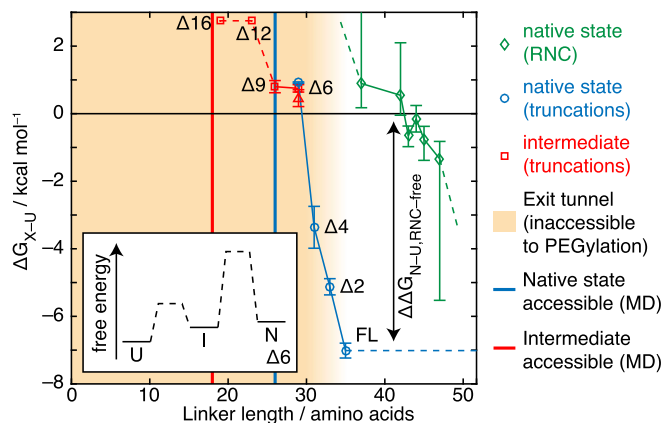 2
0
−2
−4
−6
−8
ΔG_X−U / kcal mol⁻¹
0
10
20
30
40
50
Linker length / amino acids
Δ16
Δ12
Δ9
Δ6
Δ4
Δ2
FL
ΔΔG_N−U,RNC−free
free energy
U
I
N
Δ6
native state
(RNC)
native state
(truncations)
intermediate
(truncations)
Exit tunnel
(inaccessible
to PEGylation)
Native state
accessible (MD)
Intermediate
accessible (MD)